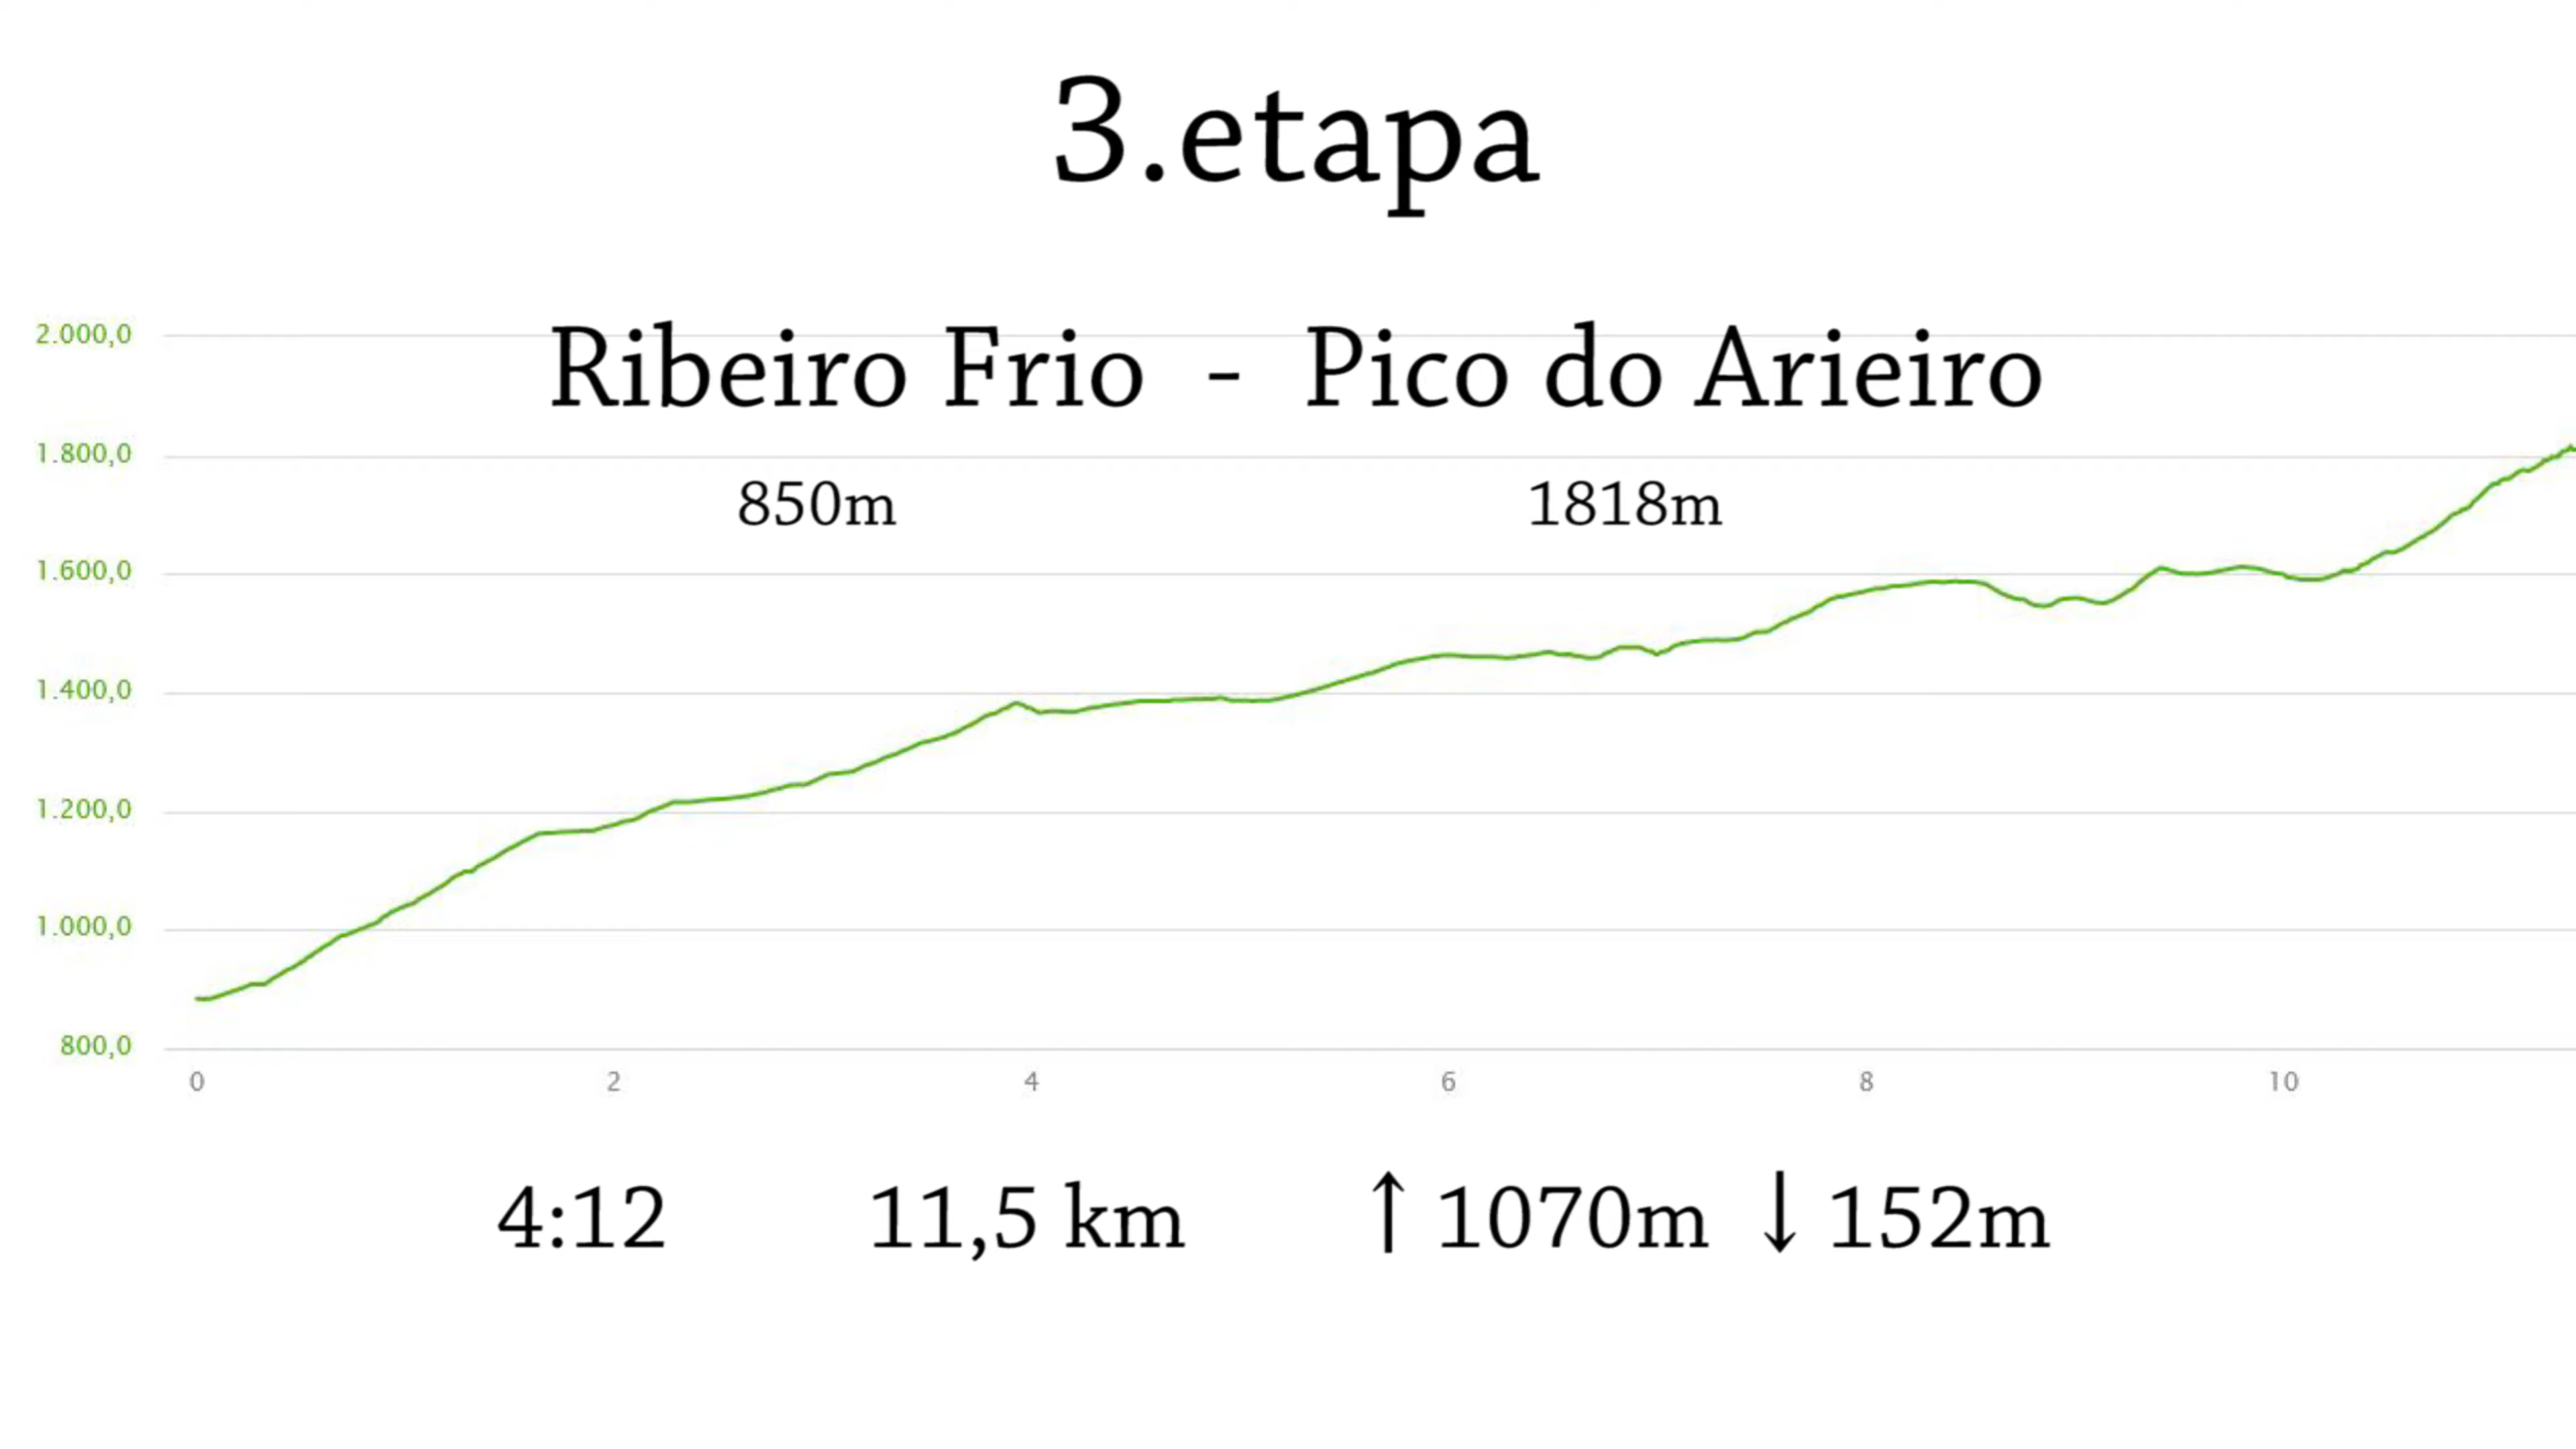 3.etapa
2.000,0
Ribeiro Frio - Pico do Arieiro
1.800,0
850m 1818m
1.600,0
1.400,0
1.200,0
1.000,0
800,0
0 2 4 6 8 10
4:12 11,5 km ↑1070m ↓152m